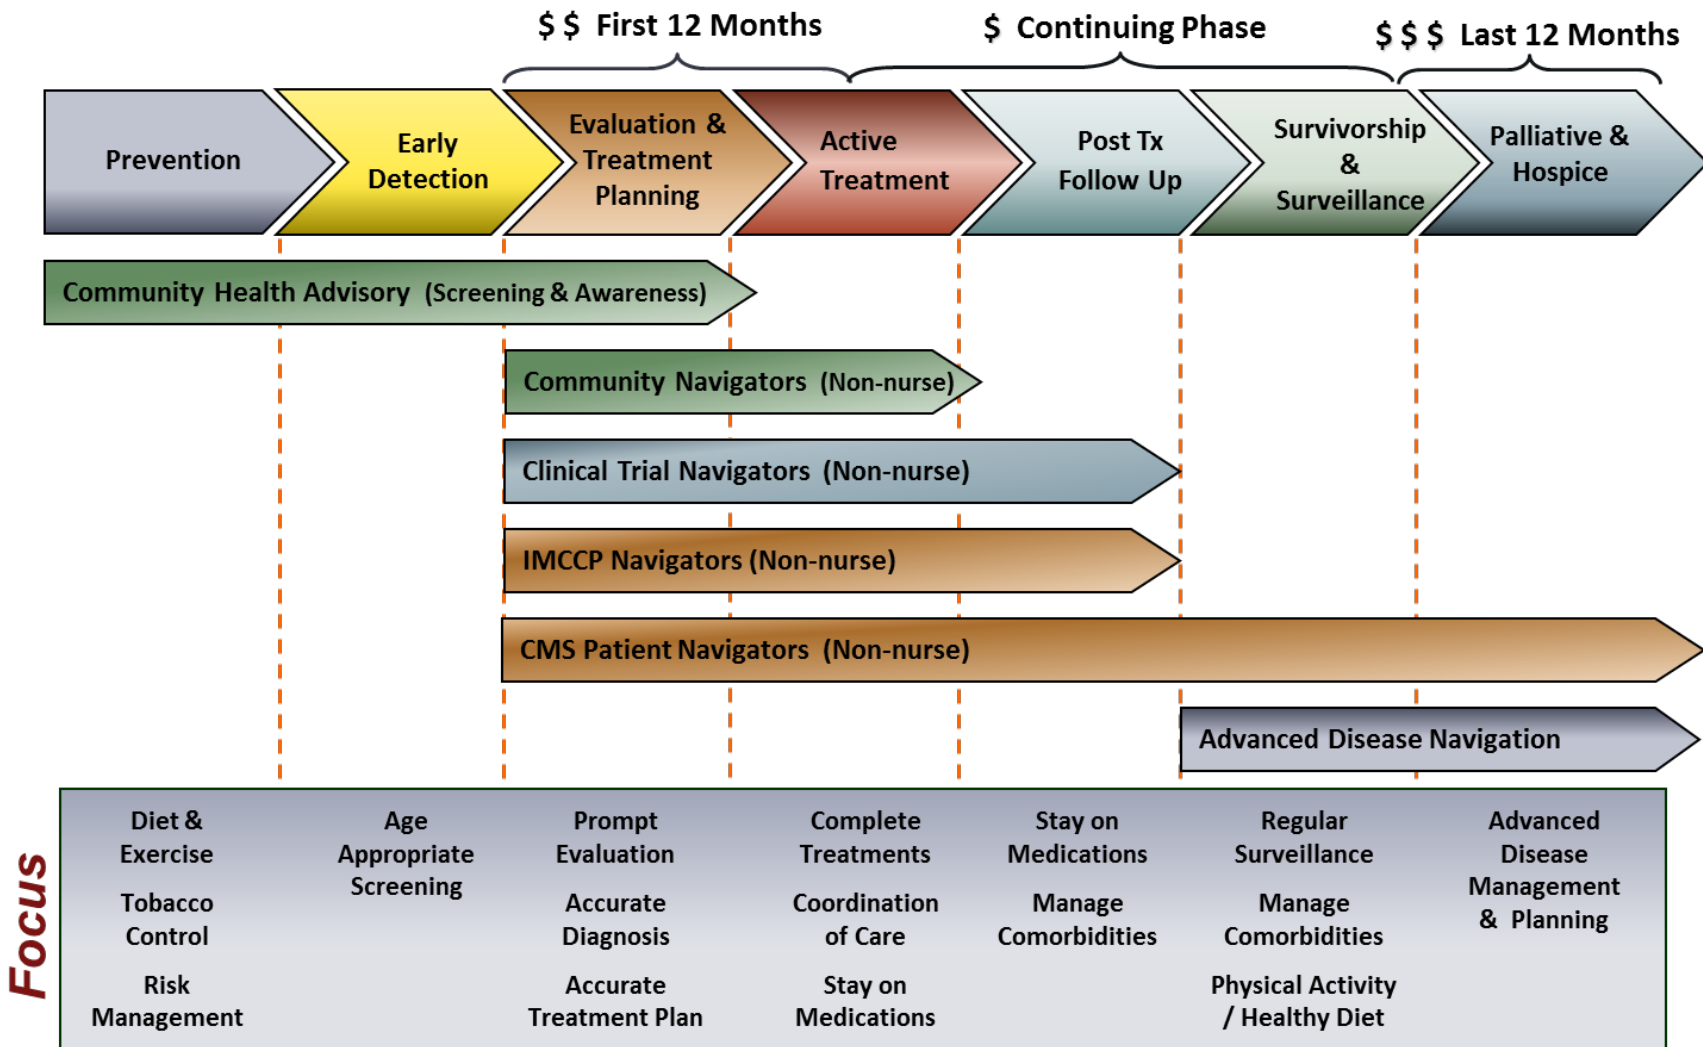 $ $ First 12 Months
$ Continuing Phase
$ $ $ Last 12 Months
Prevention
Early
Detection
Evaluation &
Treatment
Planning
Active
Treatment
Post Tx
Follow Up
Survivorship
&
Surveillance
Palliative &
Hospice
Community Health Advisory (Screening & Awareness)
Community Navigators (Non-nurse)
Clinical Trial Navigators (Non-nurse)
IMCCP Navigators (Non-nurse)
CMS Patient Navigators (Non-nurse)
Advanced Disease Navigation
Focus
Diet &
Exercise
Tobacco
Control
Risk
Management
Age
Appropriate
Screening
Prompt
Evaluation
Accurate
Diagnosis
Accurate
Treatment Plan
Complete
Treatments
Coordination
of Care
Stay on
Medications
Stay on
Medications
Manage
Comorbidities
Regular
Surveillance
Manage
Comorbidities
Physical Activity
/ Healthy Diet
Advanced
Disease
Management
& Planning